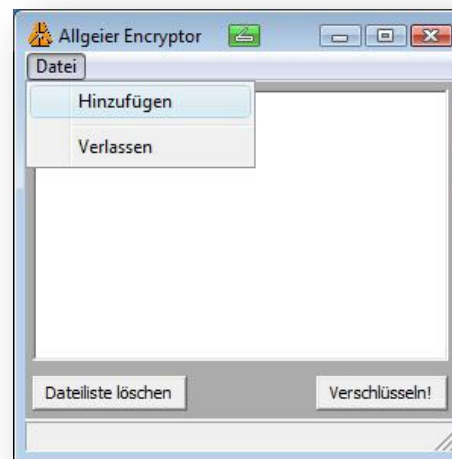 Allgeier Encryptor
Datei
Hinzufügen
Verlassen
Dateiliste löschen
Verschlüsseln!